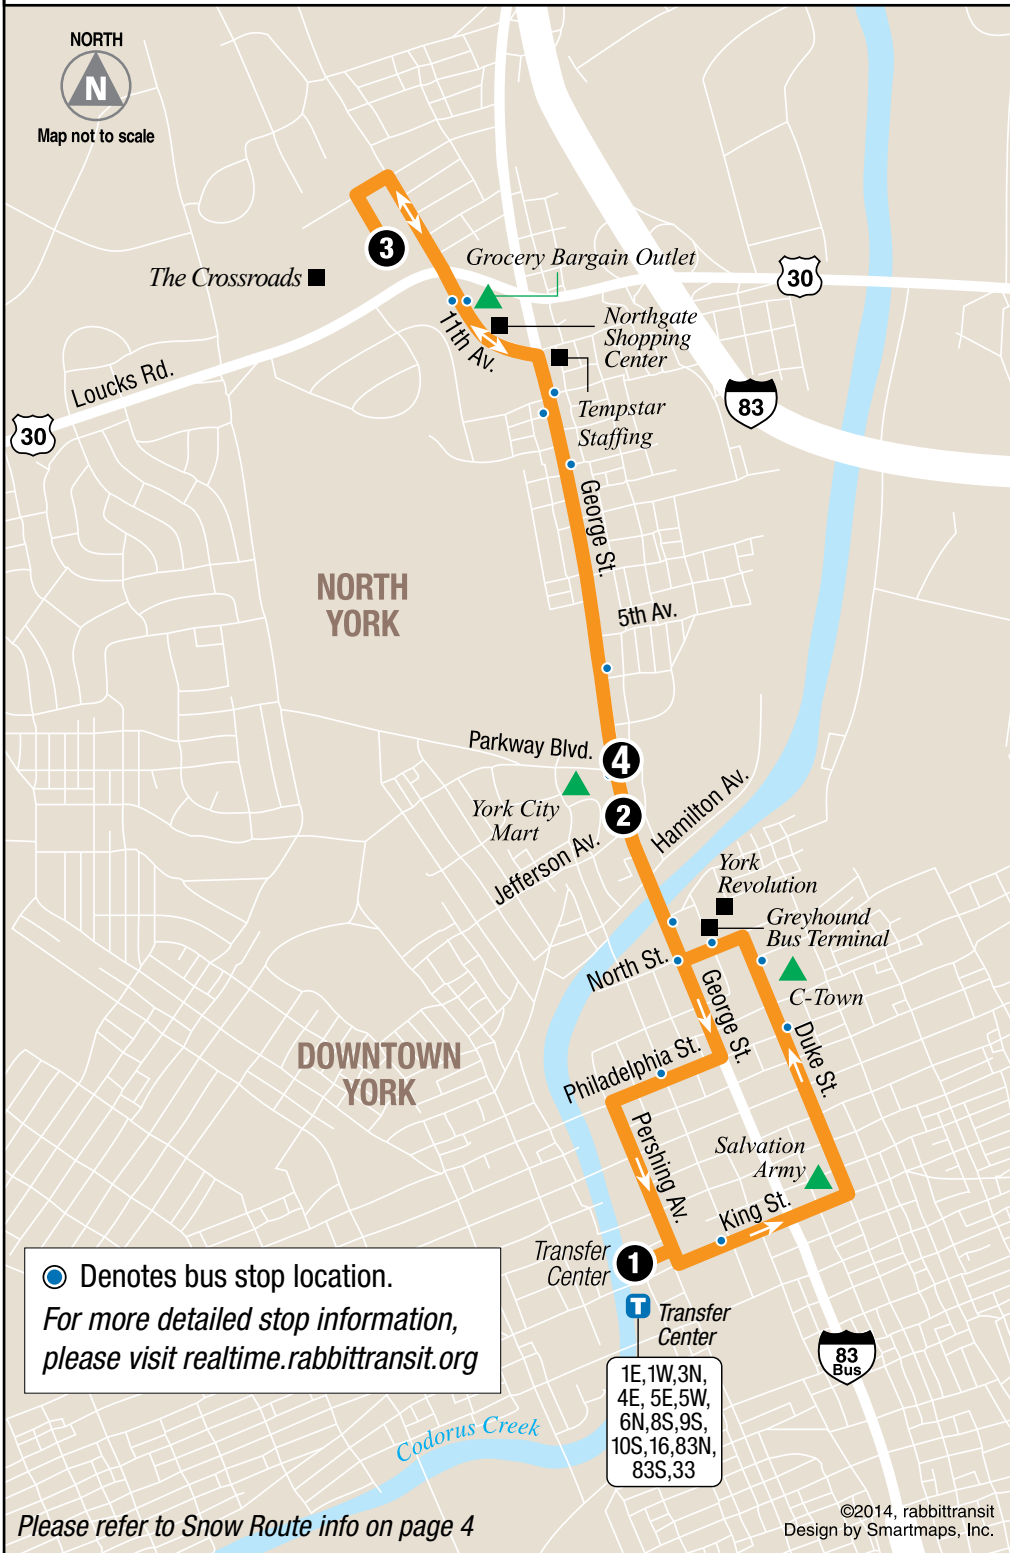 NORTH
N
Map not to scale
3
The Crossroads
Grocery Bargain Outlet
30
Northgate
Shopping
Center
11th Av.
Loucks Rd.
30
83
Tempstar
Staffing
George St.
NORTH
YORK
5th Av.
Parkway Blvd.
4
York City
Mart
2
Hamilton Av.
Jefferson Av.
York
Revolution
Greyhound
Bus Terminal
North St.
C-Town
George St.
Duke St.
DOWNTOWN
YORK
Philadelphia St.
Pershing Av.
Salvation
Army
King St.
Transfer
Center
1
T
Transfer
Center
1E,1W,3N,
4E, 5E,5W,
6N,8S,9S,
10S,16,83N,
83S,33
83
Bus
Denotes bus stop location.
For more detailed stop information,
please visit realtime.rabbittransit.org
Codorus Creek
Please refer to Snow Route info on page 4
©2014, rabbittransit
Design by Smartmaps, Inc.